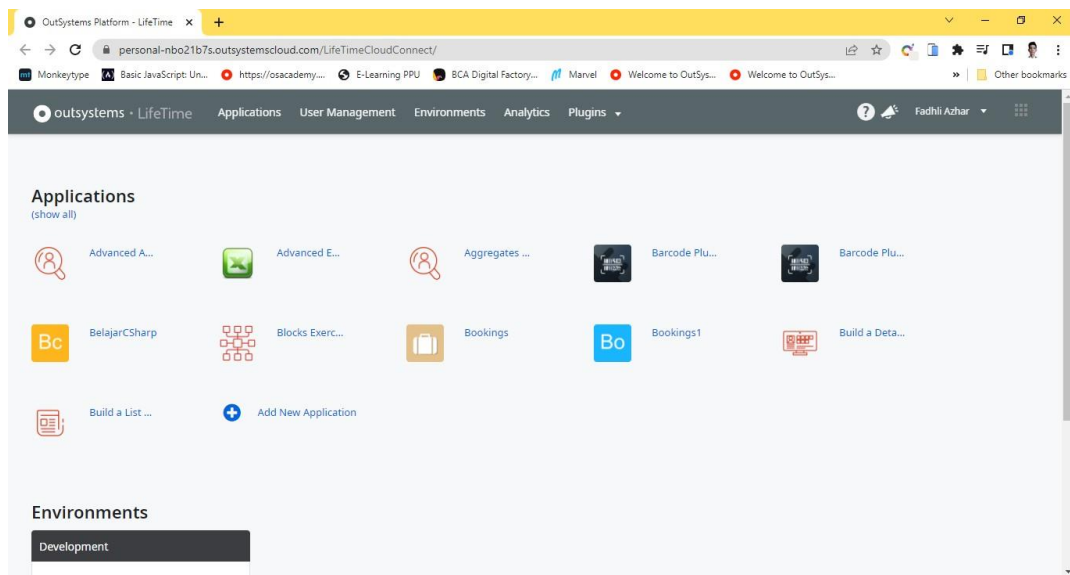 OutSystems Platform - LifeTime
personal-nbo21b7s.outsystemscloud.com/LifeTimeCloudConnect/
mt Monkeytype Basic JavaScript: Un... https://osacademy.... E-Learning PPU BCA Digital Factory... Marvel Welcome to OutSys... Welcome to OutSys... » Other bookmarks
outsystems · LifeTime Applications User Management Environments Analytics Plugins ? Fadhli Azhar
Applications
(show all)
Advanced A... Advanced E... Aggregates ... Barcode Plu... Barcode Plu...
Bc BelajarCSharp Blocks Exerc... Bookings Bo Bookings1 Build a Deta...
Build a List ... Add New Application
Environments
Development